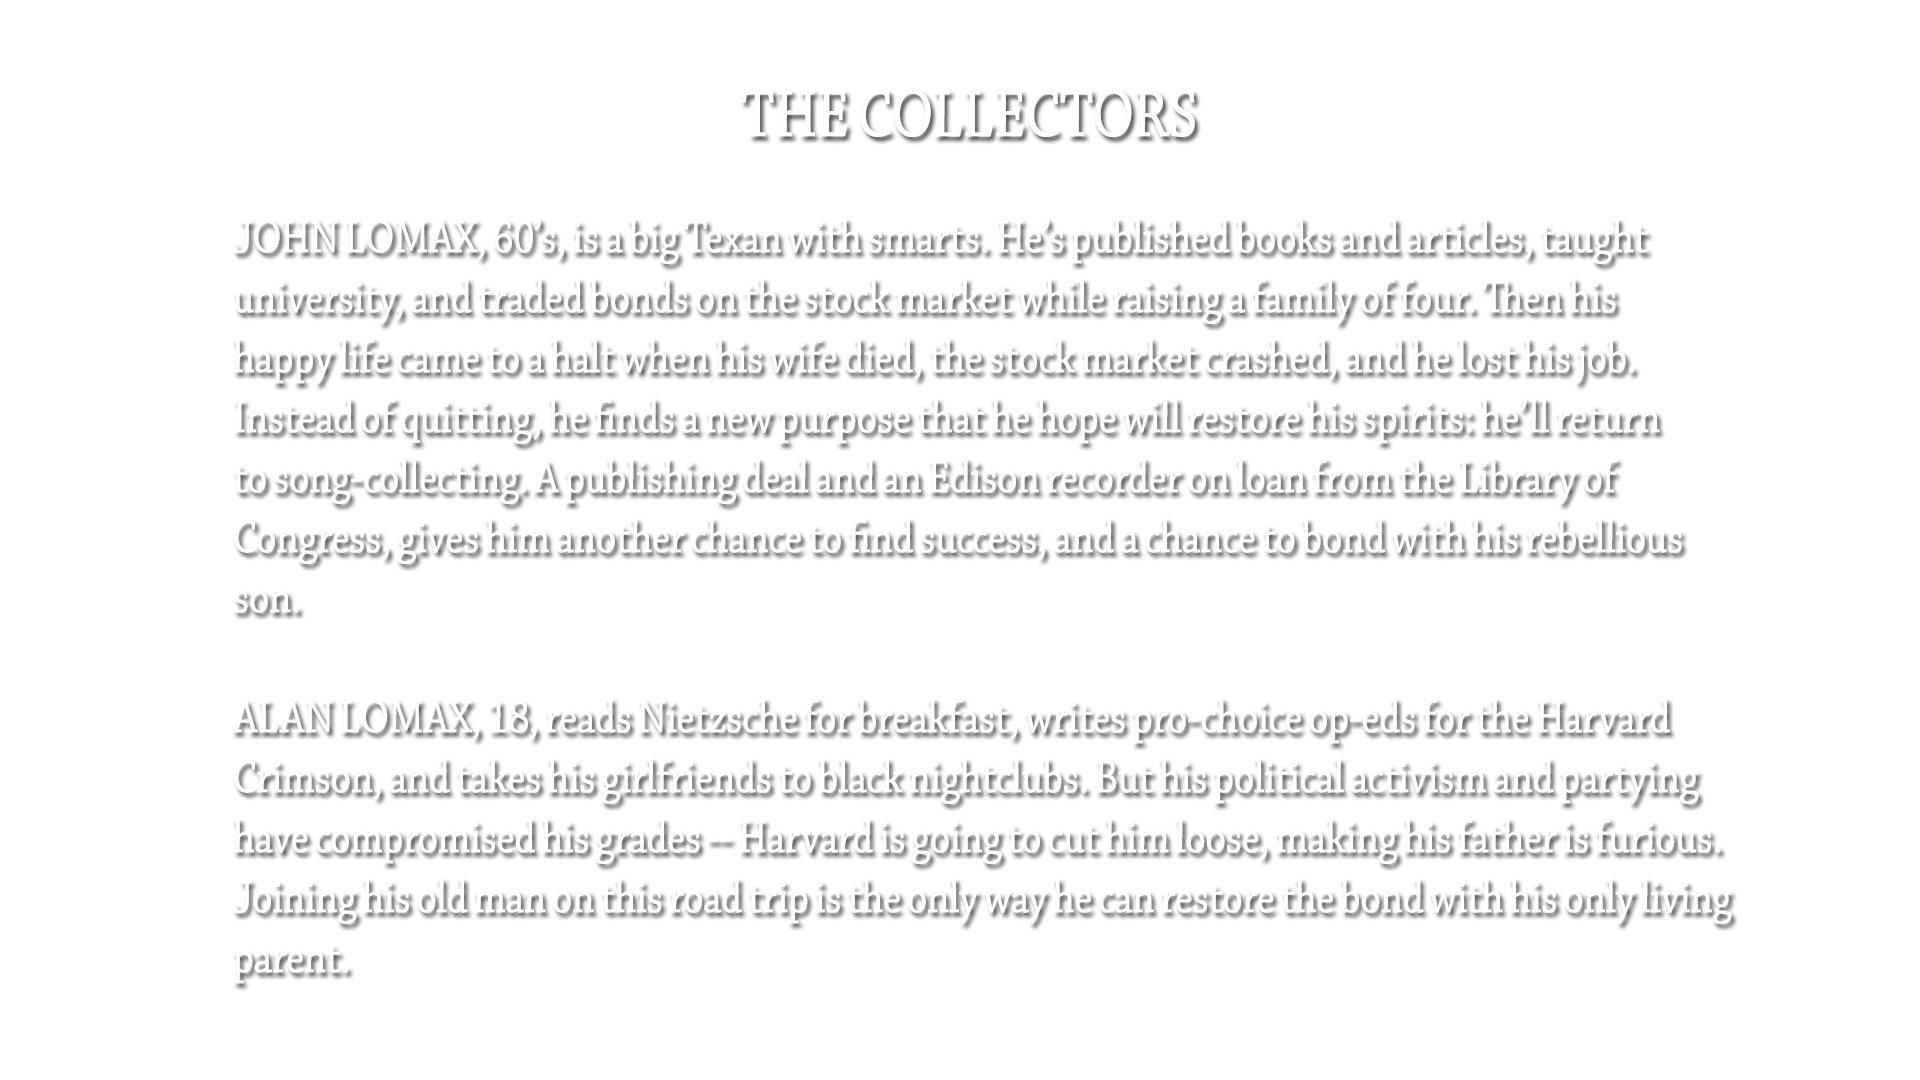 THE COLLECTORS
JOHN LOMAX, 60's, is a big Texan with smarts. He's published books and articles, taught
university, and traded bonds on the stock market while raising a family of four. Then his
happy life came to a halt when his wife died, the stock market crashed, and he lost his job.
Instead of quitting, he finds a new purpose that he hope will restore his spirits: he'll return
to song-collecting. A publishing deal and an Edison recorder on loan from the Library of
Congress, gives him another chance to find success, and a chance to bond with his rebellious
son.
ALAN LOMAX, 18, reads Nietzsche for breakfast, writes pro-choice op-eds for the Harvard
Crimson, and takes his girlfriends to black nightclubs. But his political activism and partying
have compromised his grades -- Harvard is going to cut him loose, making his father is furious.
Joining his old man on this road trip is the only way he can restore the bond with his only living
parent.